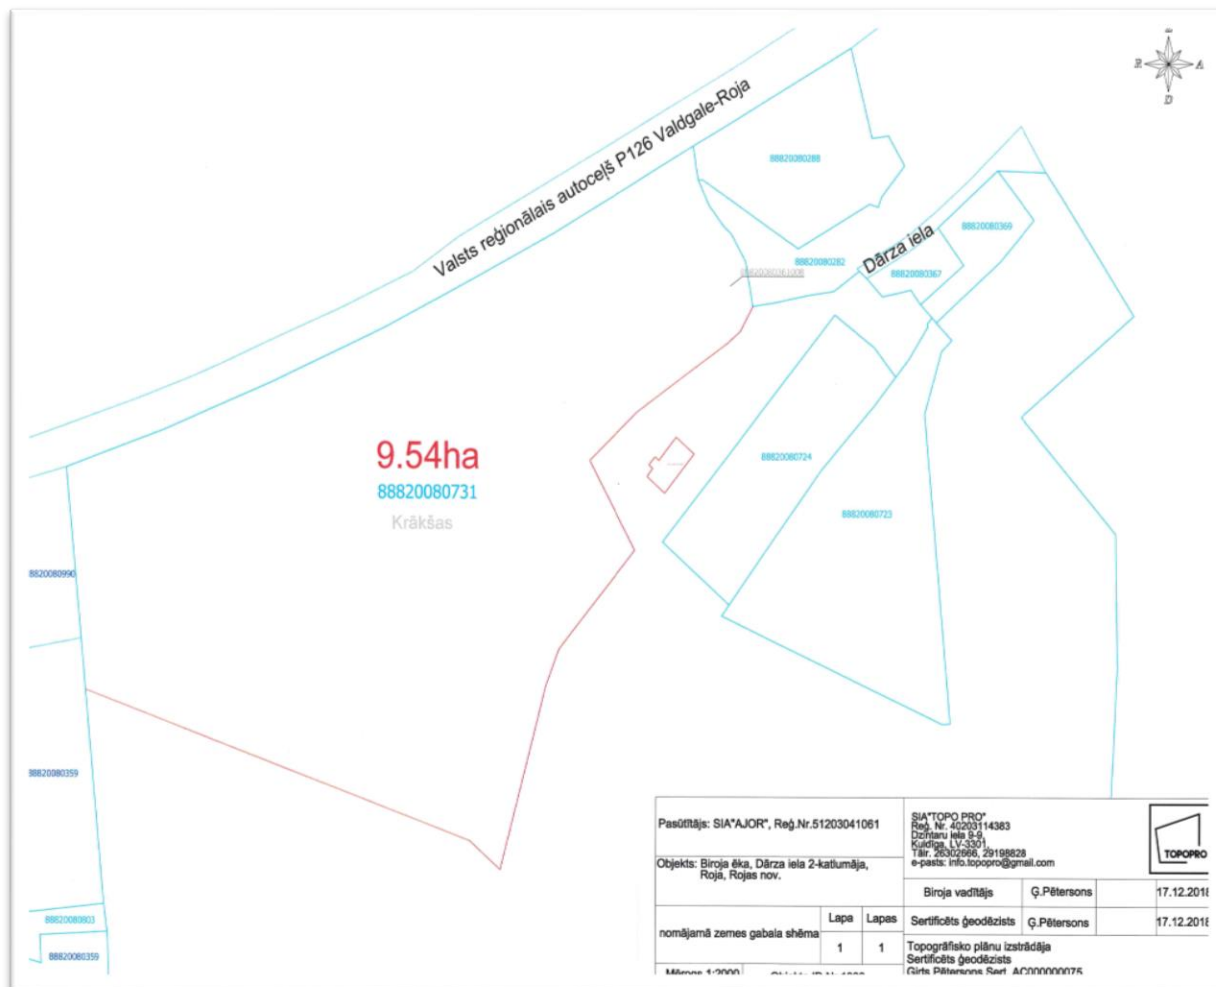 R
A
D
Valsts reģionālais autoceļš P126 Valdgale-Roja
88820080288
88820080369
Dārza iela
88820080282
88820080367
9.54ha
88820080731
Krākšas
88820080724
88820080723
88820080990
88820080359
88820080803
88820080359
Pasūtītājs: SIA"AJOR", Reģ.Nr.51203041061
Objekts: Biroja ēka, Dārza iela 2-katlumāja,
Roja, Rojas nov.
nomājamā zemes gabala shēma
Lapa
Lapas
1
1
Mērogs 1:2000
SIA"TOPO PRO"
Reģ. Nr. 40203114383
Dzintaru iela 9-9,
Kuldīga, LV-3301,
Tālr. 26302666, 29198828
e-pasts: info.topopro@gmail.com
TOPOPRO
Biroja vadītājs
Ģ.Pētersons
17.12.2018
Sertificēts ģeodēzists
Ģ.Pētersons
17.12.2018
Topogrāfisko plānu izstrādāja
Sertificēts ģeodēzists
Girts Pētersons Sert. AC000000075